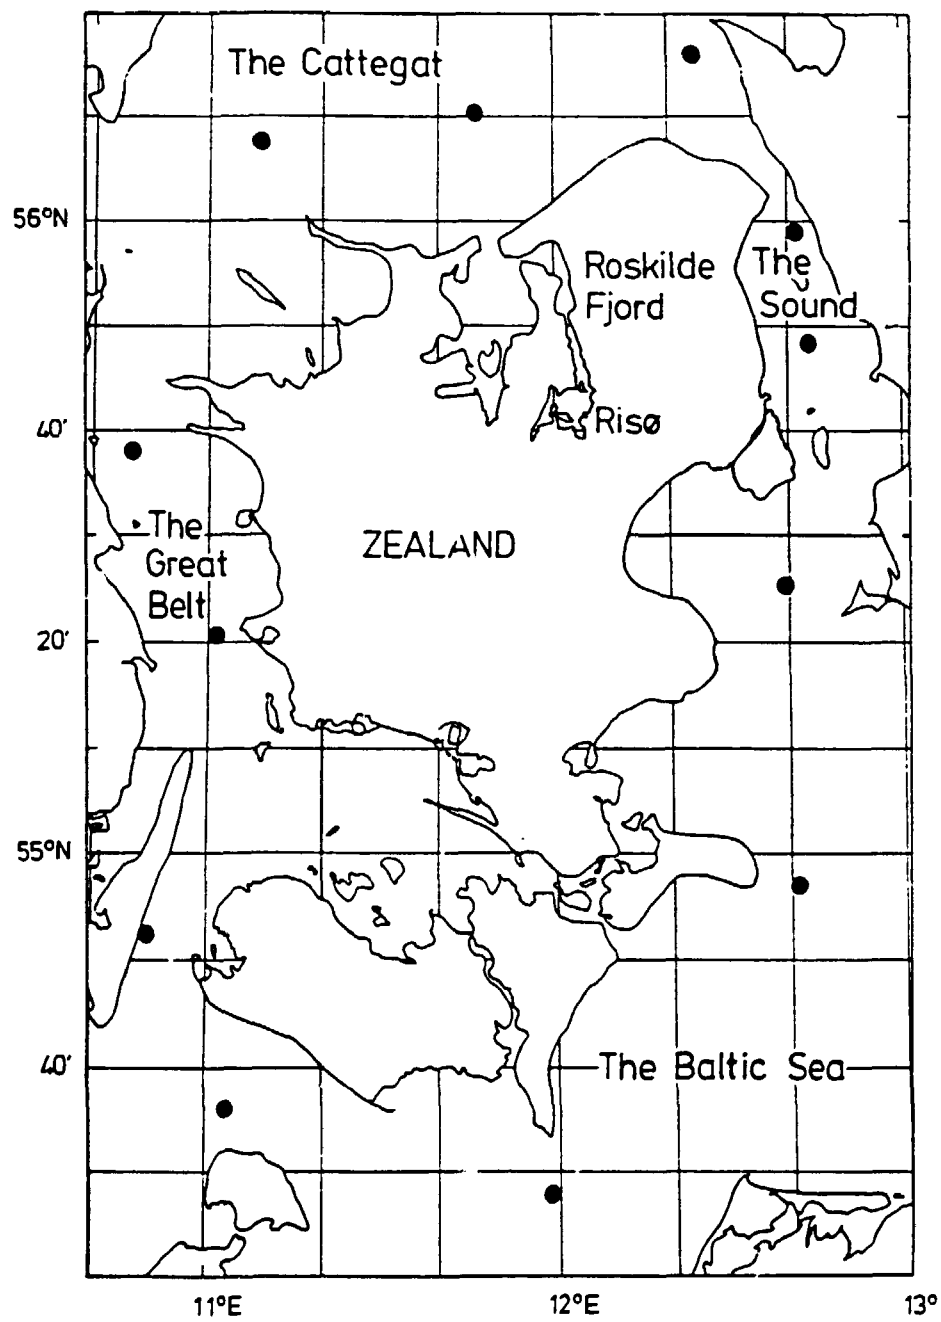 The Cattegat
56°N
Roskilde
Fjord
The
Sound
40'
Risø
The
Great
Belt
ZEALAND
20'
55°N
40'
The Baltic Sea
11°E
12°E
13°